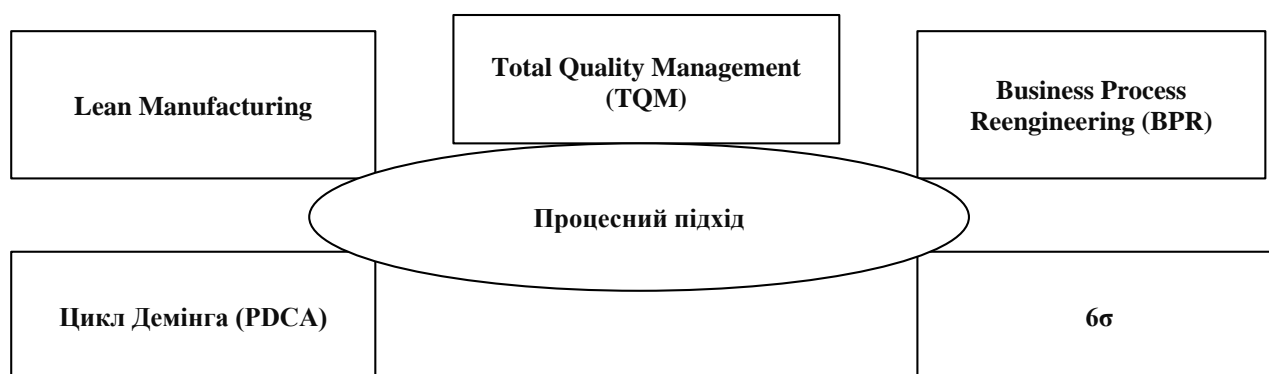 Lean Manufacturing
Total Quality Management
(TQM)
Business Process
Reengineering (BPR)
Процесний підхід
Цикл Демінга (PDCA)
6σ